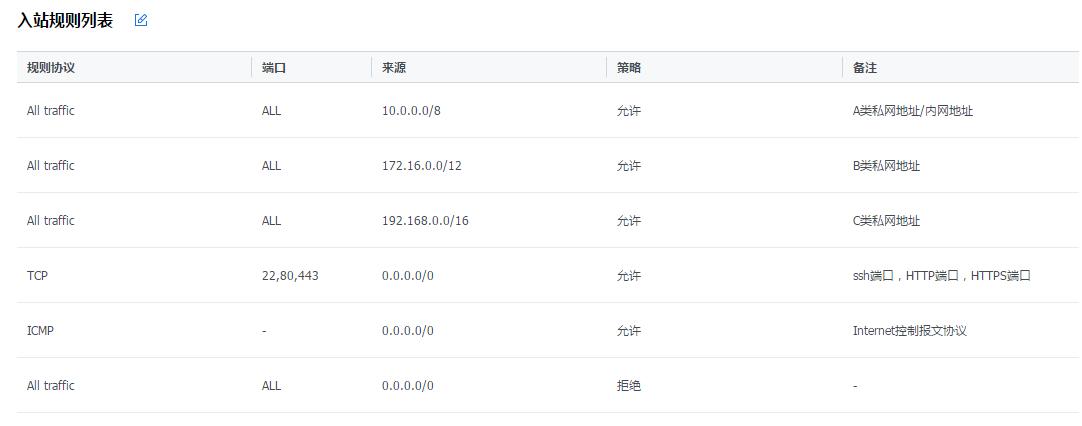 入站规则列表
规则协议 端口 来源 策略 备注
All traffic ALL 10.0.0.0/8 允许 A类私网地址/内网地址
All traffic ALL 172.16.0.0/12 允许 B类私网地址
All traffic ALL 192.168.0.0/16 允许 C类私网地址
TCP 22,80,443 0.0.0.0/0 允许 ssh端口，HTTP端口，HTTPS端口
ICMP - 0.0.0.0/0 允许 Internet控制报文协议
All traffic ALL 0.0.0.0/0 拒绝 -